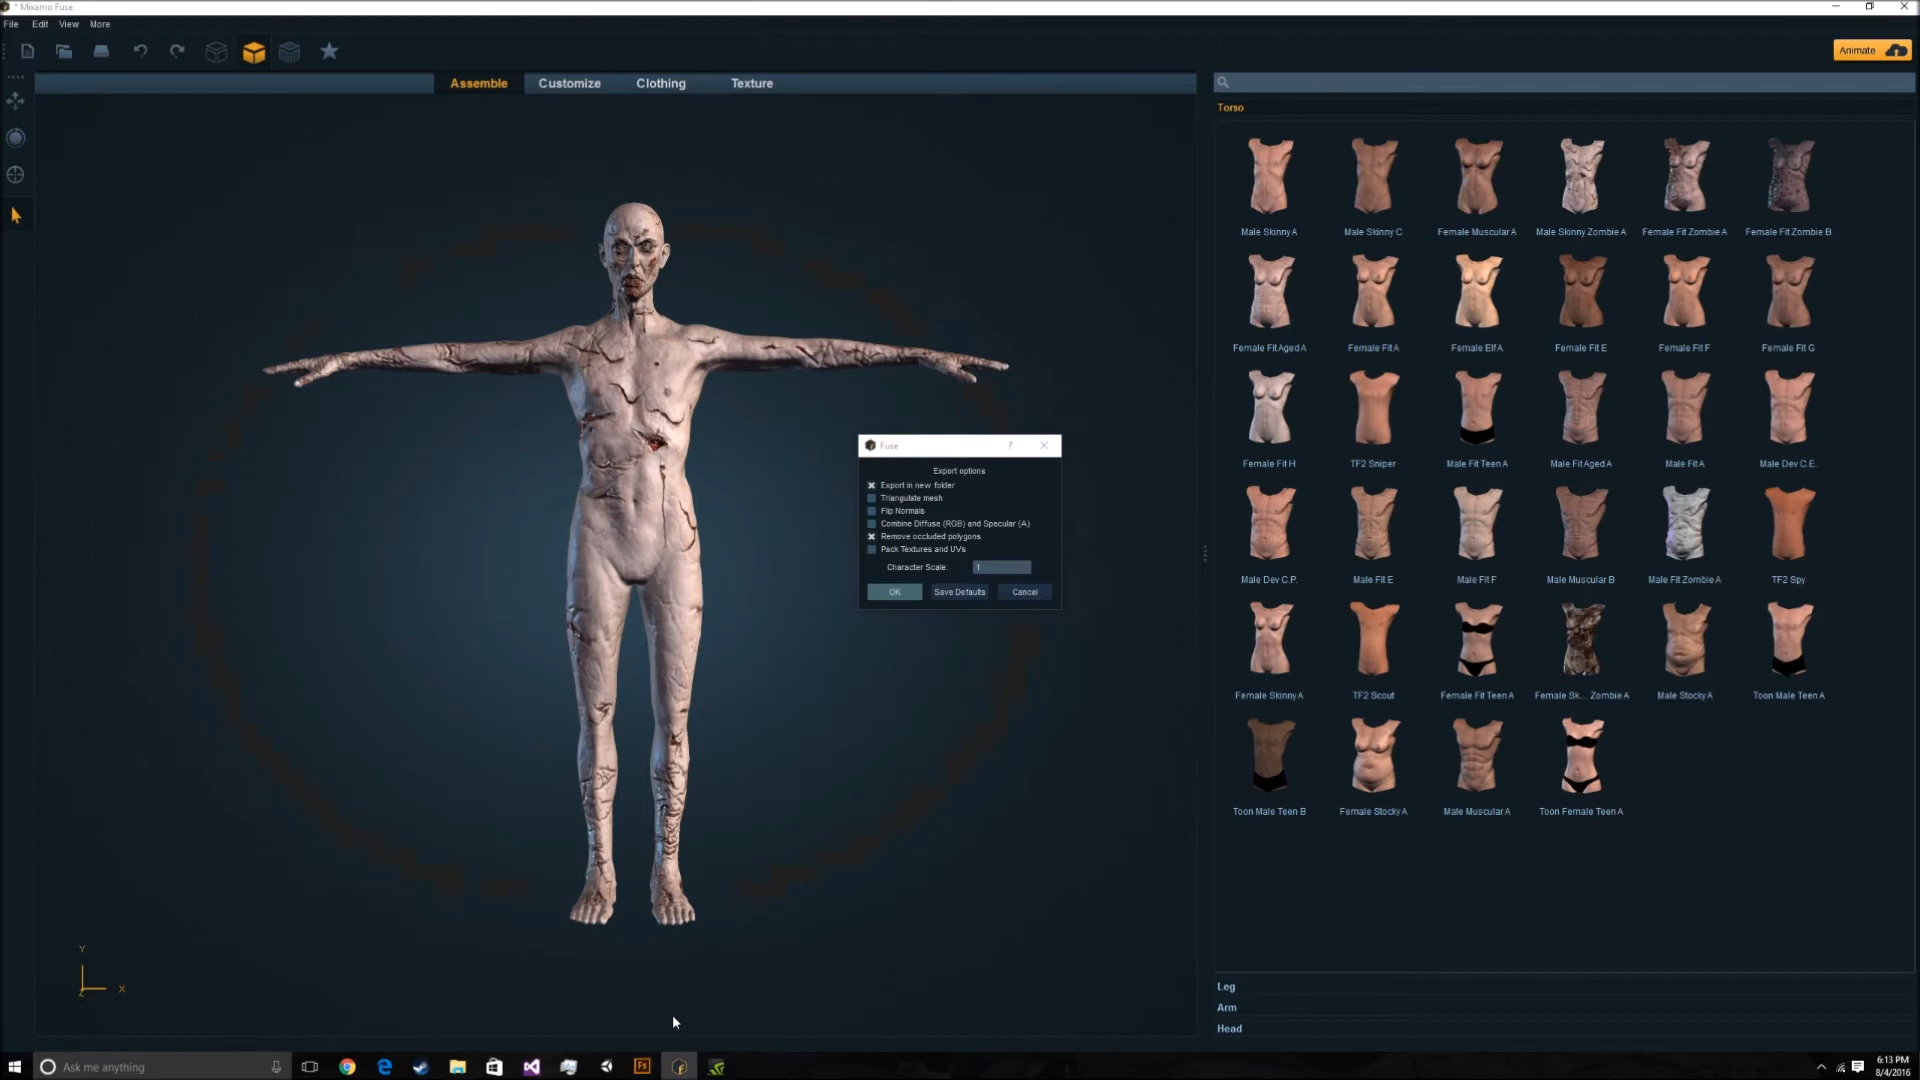 * Mixamo Fuse
File Edit View More
Animate
Assemble Customize Clothing Texture
Torso
Male Skinny A Male Skinny C Female Muscular A Male Skinny Zombie A Female Fit Zombie A Female Fit Zombie B
Female Fit Aged A Female Fit A Female Elf A Female Fit E Female Fit F Female Fit G
Female Fit H TF2 Sniper Male Fit Teen A Male Fit Aged A Male Fit A Male Dev C.E.
Male Dev C.P. Male Fit E Male Fit F Male Muscular B Male Fit Zombie A TF2 Spy
Female Skinny A TF2 Scout Female Fit Teen A Female Sk... Zombie A Male Stocky A Toon Male Teen A
Toon Male Teen B Female Stocky A Male Muscular A Toon Female Teen A
Leg
Arm
Head
Fuse ?
Export options
Export in new folder
Triangulate mesh
Flip Normals
Combine Diffuse (RGB) and Specular (A)
Remove occluded polygons
Pack Textures and UVs
Character Scale: 1
OK Save Defaults Cancel
Y
Z X
Ask me anything
Fs
6:13 PM
8/4/2016